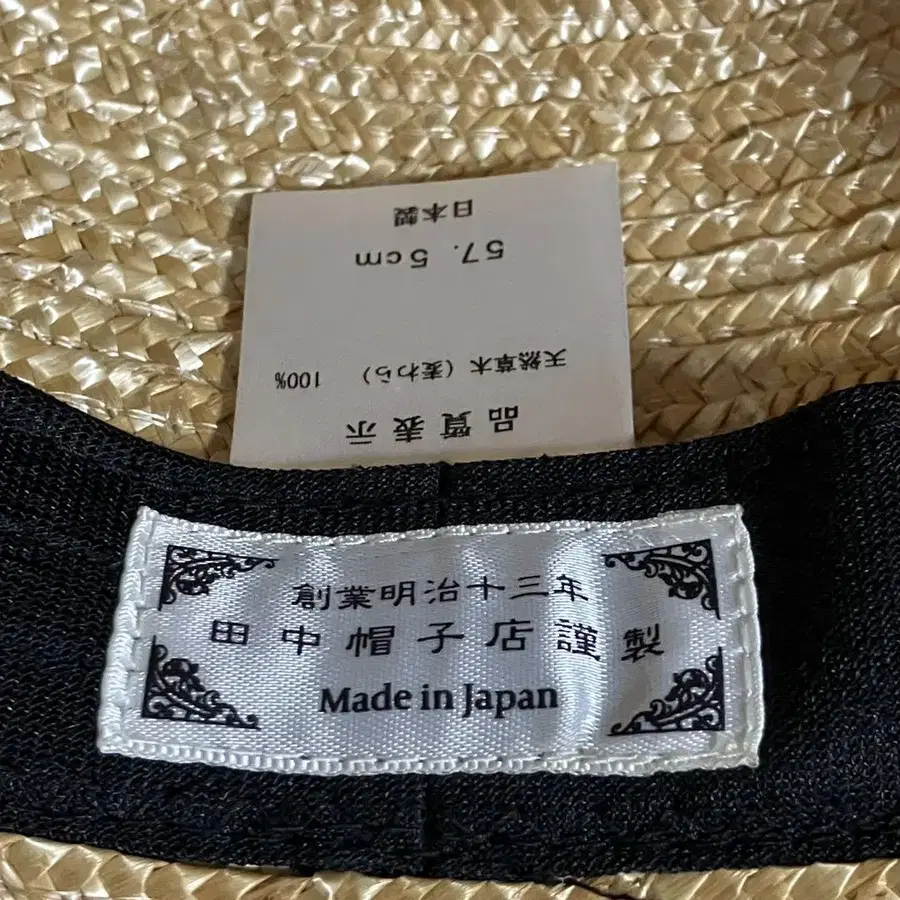 品質表示
天然草木(麦わら) 100%
57.5cm
日本製
創業明治十三年
田中帽子店謹製
Made in Japan